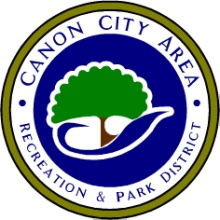 CANON CITY AREA
RECREATION & PARK DISTRICT